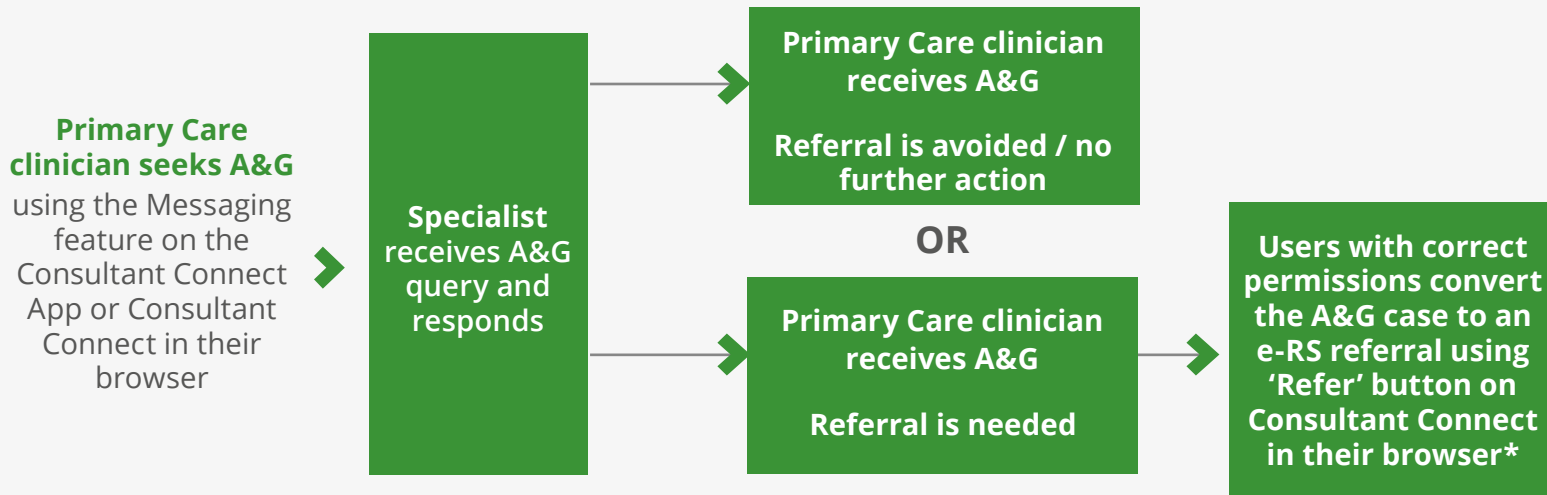 Primary Care
clinician seeks A&G
using the Messaging
feature on the
Consultant Connect
App or Consultant
Connect in their
browser
Specialist
receives A&G
query and
responds
Primary Care clinician
receives A&G
Referral is avoided / no
further action
OR
Primary Care clinician
receives A&G
Referral is needed
Users with correct
permissions convert
the A&G case to an
e-RS referral using
‘Refer’ button on
Consultant Connect
in their browser*